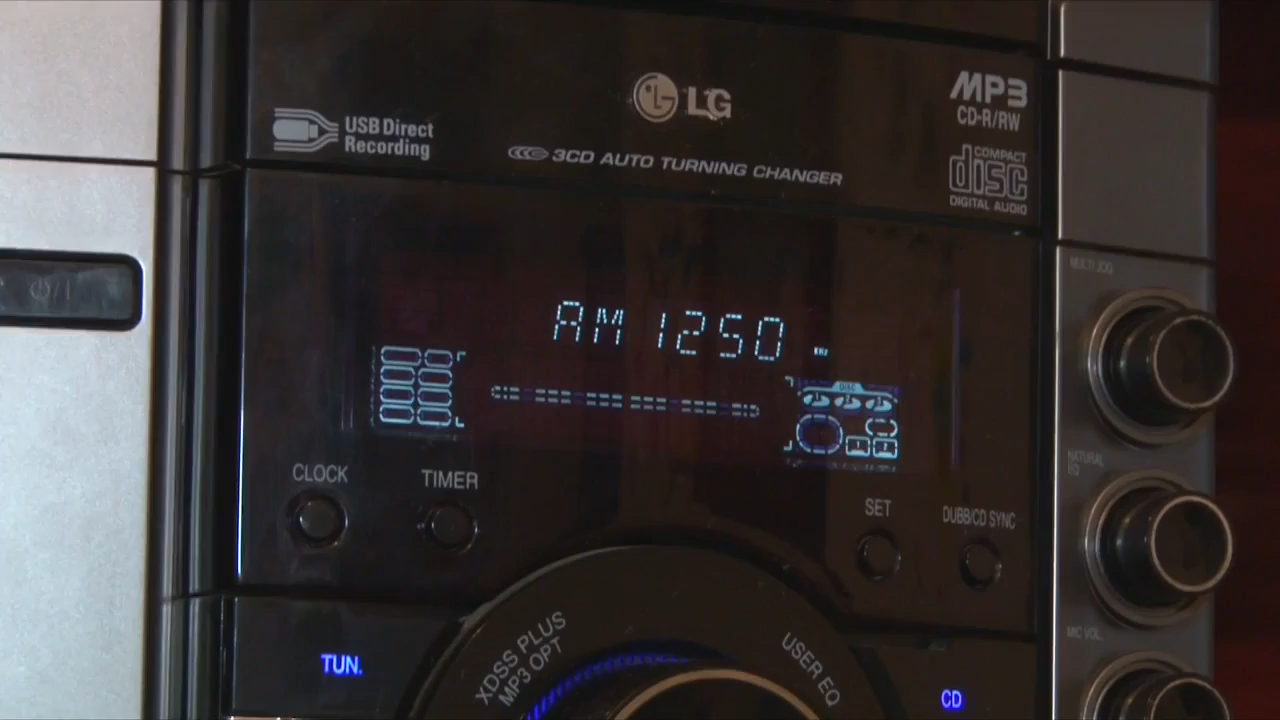 LG
MP3
CD-R/RW
USB Direct
Recording
3CD AUTO TURNING CHANGER
COMPACT
disc
DIGITAL AUDIO
MULTI JOG
AM 1250
KHz
DISC
CLOCK
TIMER
NATURAL
EQ
SET
DUBB/CD SYNC
MIC VOL.
XDSS PLUS
MP3 OPT
USER EQ
TUN.
CD